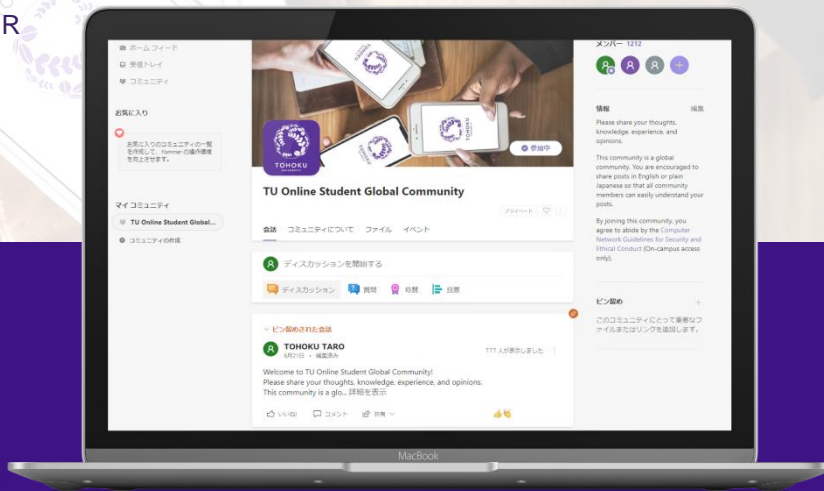 R
ホーム フィード
受信トレイ
コミュニティ
お気に入り
お気に入りのコミュニティの一覧
を作成して、Yammer の操作環境
を向上させます。
マイ コミュニティ
TU Online Student Global...
コミュニティの作成
TOHOKU
UNIVERSITY
参加中
TU Online Student Global Community
プライベート
会話 コミュニティについて ファイル イベント
ディスカッションを開始する
ディスカッション 質問 称賛 投票
ピン留めされた会話
TOHOKU TARO
6月21日 • 編集済み
777 人が表示しました
Welcome to TU Online Student Global Community!
Please share your thoughts, knowledge, experience, and opinions.
This community is a glo... 詳細を表示
いいね! コメント 共有
メンバー 1212
情報 編集
Please share your thoughts,
knowledge, experience, and
opinions.
This community is a global
community. You are encouraged to
share posts in English or plain
Japanese so that all community
members can easily understand your
posts.
By joining this community, you
agree to abide by the Computer
Network Guidelines for Security and
Ethical Conduct (On-campus access
only).
ピン留め
このコミュニティにとって重要なフ
ァイルまたはリンクを追加します。
MacBook